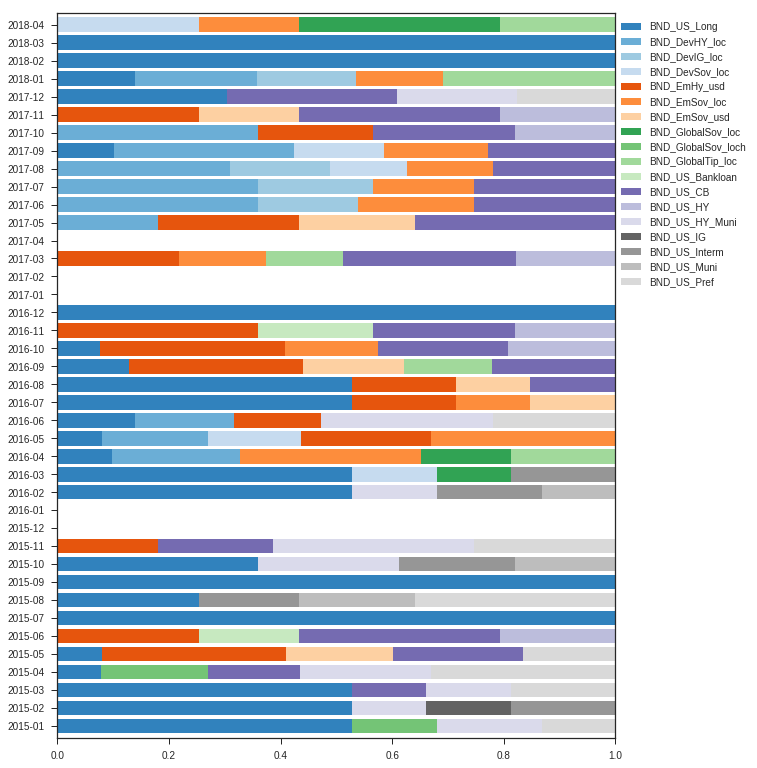 2018-04
2018-03
2018-02
2018-01
2017-12
2017-11
2017-10
2017-09
2017-08
2017-07
2017-06
2017-05
2017-04
2017-03
2017-02
2017-01
2016-12
2016-11
2016-10
2016-09
2016-08
2016-07
2016-06
2016-05
2016-04
2016-03
2016-02
2016-01
2015-12
2015-11
2015-10
2015-09
2015-08
2015-07
2015-06
2015-05
2015-04
2015-03
2015-02
2015-01
0.0 0.2 0.4 0.6 0.8 1.0
BND_US_Long
BND_DevHY_loc
BND_DevIG_loc
BND_DevSov_loc
BND_EmHy_usd
BND_EmSov_loc
BND_EmSov_usd
BND_GlobalSov_loc
BND_GlobalSov_loch
BND_GlobalTip_loc
BND_US_Bankloan
BND_US_CB
BND_US_HY
BND_US_HY_Muni
BND_US_IG
BND_US_Interm
BND_US_Muni
BND_US_Pref